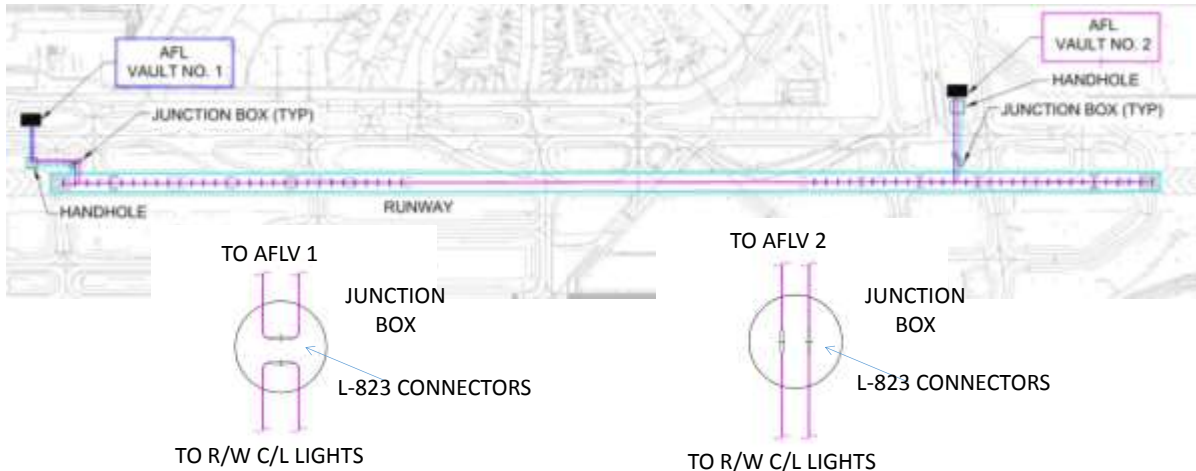 AFL
VAULT NO. 1
JUNCTION BOX (TYP)
HANDHOLE
RUNWAY
AFL
VAULT NO. 2
HANDHOLE
JUNCTION BOX (TYP)
TO AFLV 1
JUNCTION
BOX
L-823 CONNECTORS
TO R/W C/L LIGHTS
TO AFLV 2
JUNCTION
BOX
L-823 CONNECTORS
TO R/W C/L LIGHTS